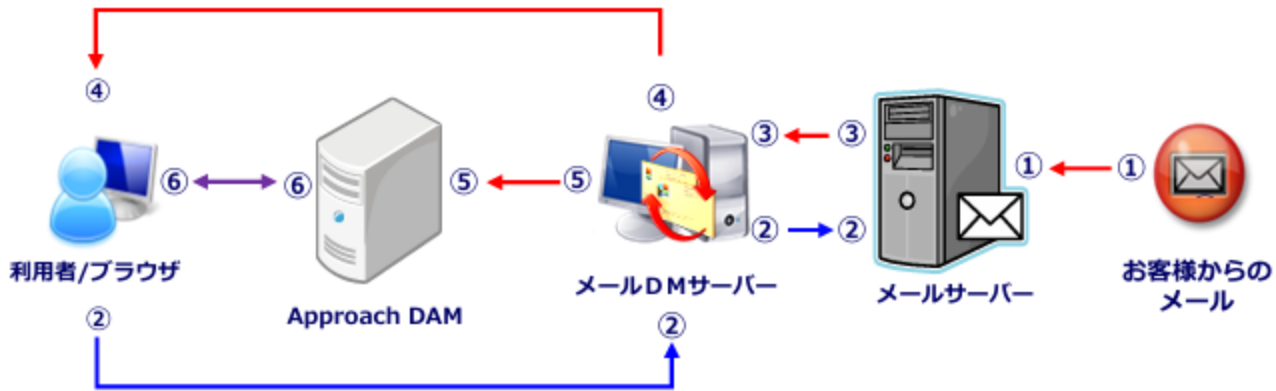 ④
④
③
③
①
①
⑥
⑥
⑤
⑤
②
②
利用者/ブラウザ
Approach DAM
メールＤＭサーバー
メールサーバー
お客様からの
メール
②
②